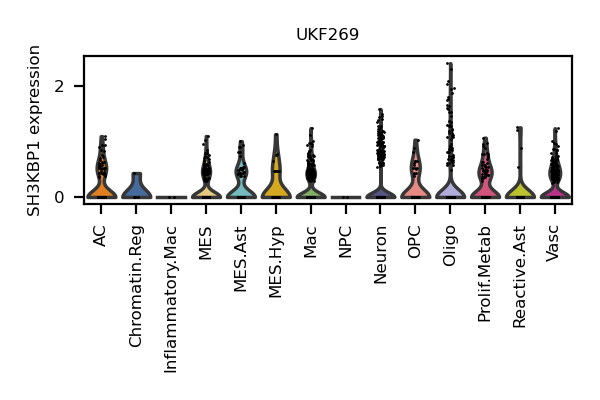 UKF269
SH3KBP1 expression
2
0
AC
Chromatin.Reg
Inflammatory.Mac
MES
MES.Ast
MES.Hyp
Mac
NPC
Neuron
OPC
Oligo
Prolif.Metab
Reactive.Ast
Vasc